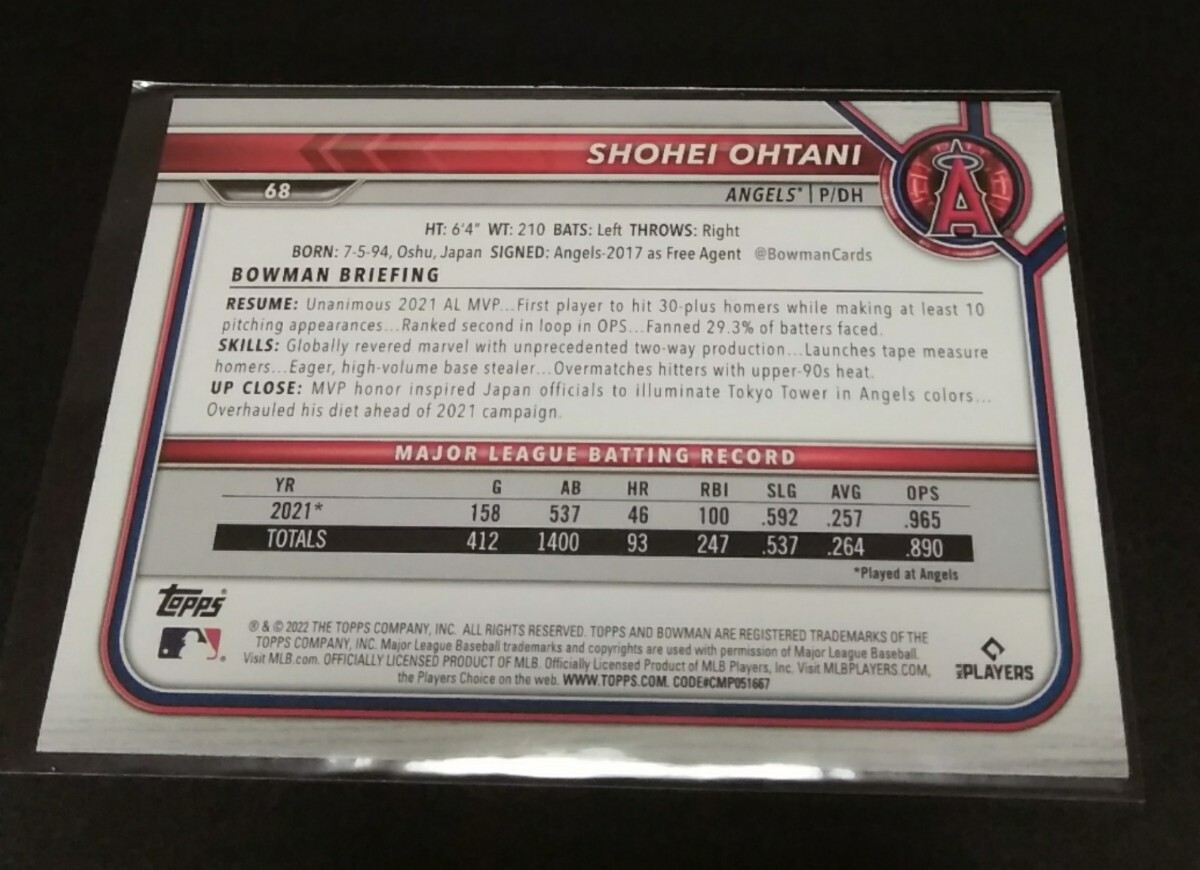 SHOHEI OHTANI
68
ANGELS® | P/DH
HT: 6'4" WT: 210 BATS: Left THROWS: Right
BORN: 7-5-94, Oshu, Japan SIGNED: Angels-2017 as Free Agent @BowmanCards
BOWMAN BRIEFING
RESUME: Unanimous 2021 AL MVP...First player to hit 30-plus homers while making at least 10
pitching appearances...Ranked second in loop in OPS...Fanned 29.3% of batters faced.
SKILLS: Globally revered marvel with unprecedented two-way production...Launches tape measure
homers...Eager, high-volume base stealer...Overmatches hitters with upper-90s heat.
UP CLOSE: MVP honor inspired Japan officials to illuminate Tokyo Tower in Angels colors...
Overhauled his diet ahead of 2021 campaign.
MAJOR LEAGUE BATTING RECORD
YR G AB HR RBI SLG AVG OPS
2021* 158 537 46 100 .592 .257 .965
TOTALS 412 1400 93 247 .537 .264 .890
*Played at Angels
Topps®
® & © 2022 THE TOPPS COMPANY, INC. ALL RIGHTS RESERVED. TOPPS AND BOWMAN ARE REGISTERED TRADEMARKS OF THE
TOPPS COMPANY, INC. Major League Baseball trademarks and copyrights are used with permission of Major League Baseball.
Visit MLB.com. OFFICIALLY LICENSED PRODUCT OF MLB Players, Inc. Visit MLBPLAYERS.COM,
the Players Choice on the web. WWW.TOPPS.COM. CODE#CMP051667
MLB PLAYERS
A